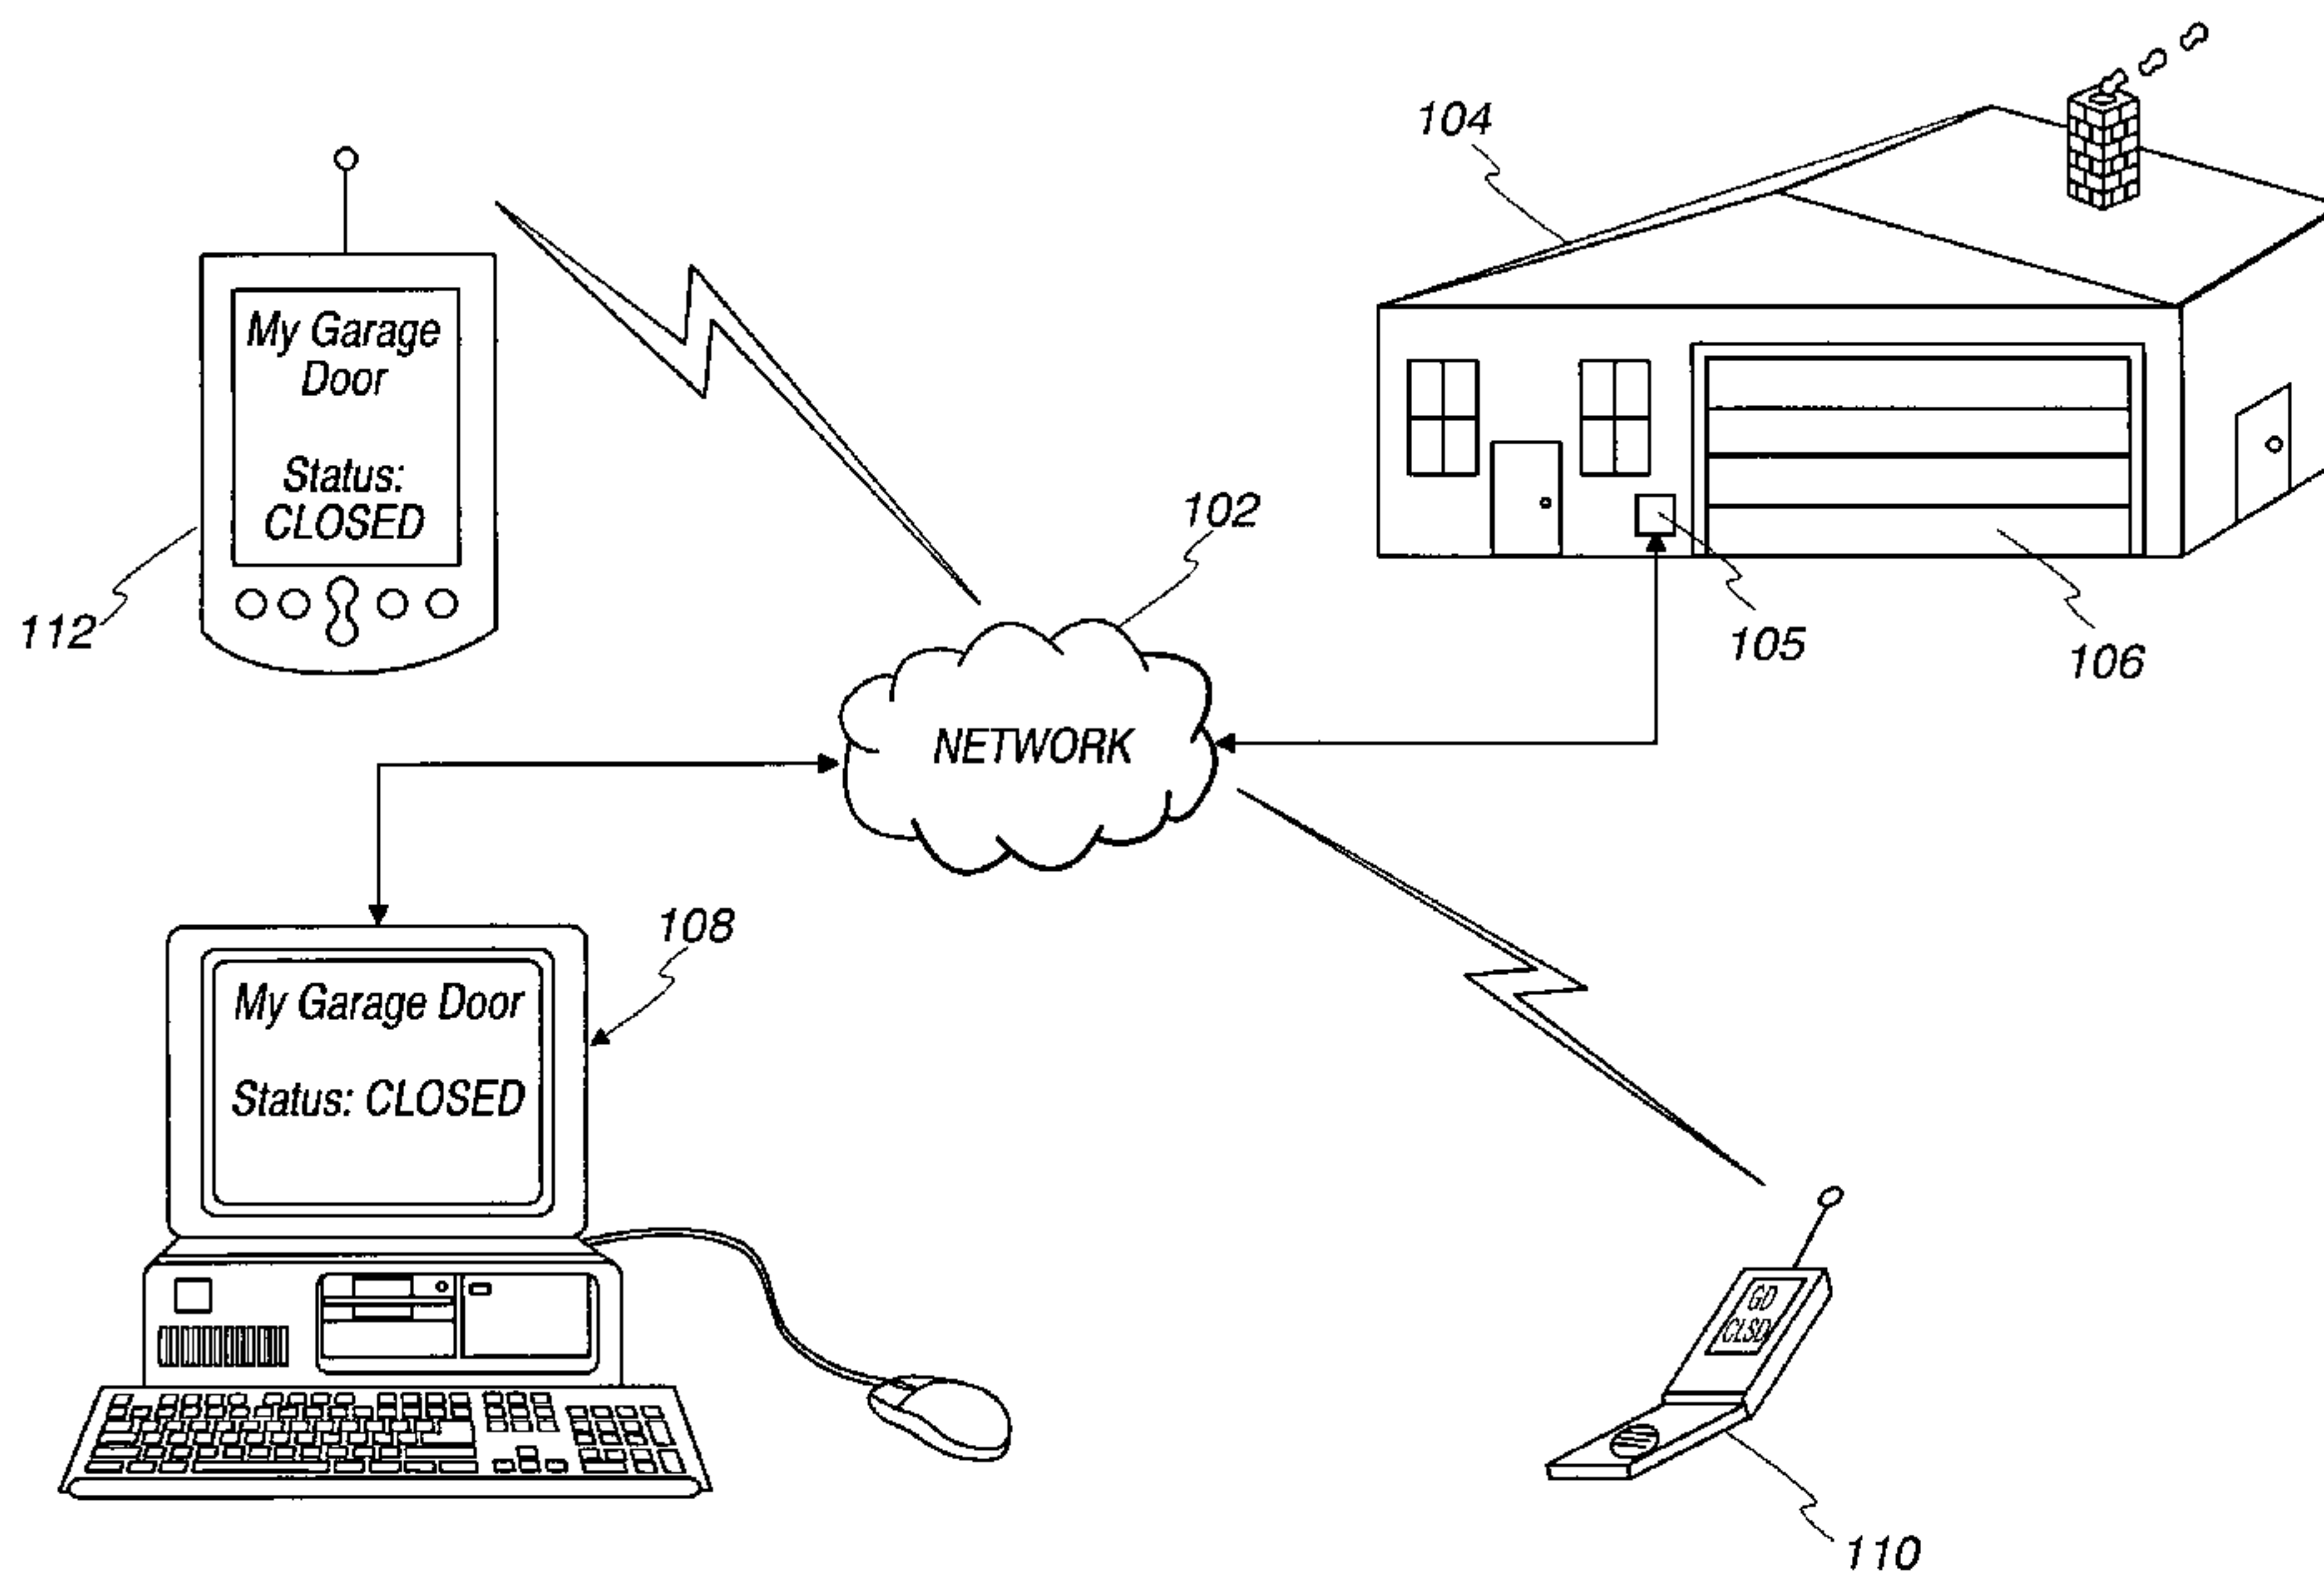 104
My Garage
Door
Status:
CLOSED
112
102
105
106
NETWORK
108
My Garage Door
Status: CLOSED
GD
CLSD
110